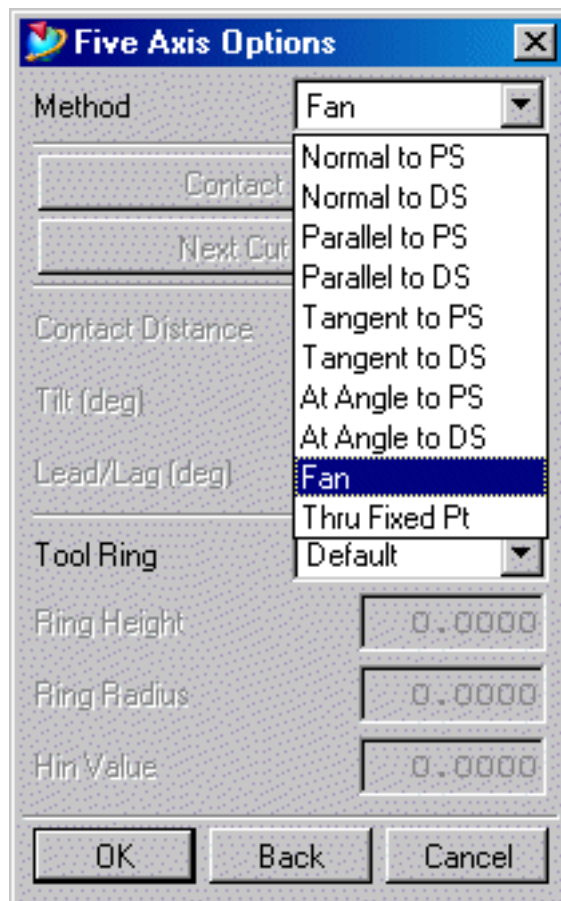 Five Axis Options
Method
Fan
Normal to PS
Normal to DS
Parallel to PS
Parallel to DS
Tangent to PS
Tangent to DS
At Angle to PS
At Angle to DS
Fan
Thru Fixed Pt
Contact
Next Cut
Contact Distance
Tilt (deg)
Lead/Lag (deg)
Tool Ring Default
Ring Height 0.0000
Ring Radius 0.0000
Hin Value 0.0000
OK Back Cancel